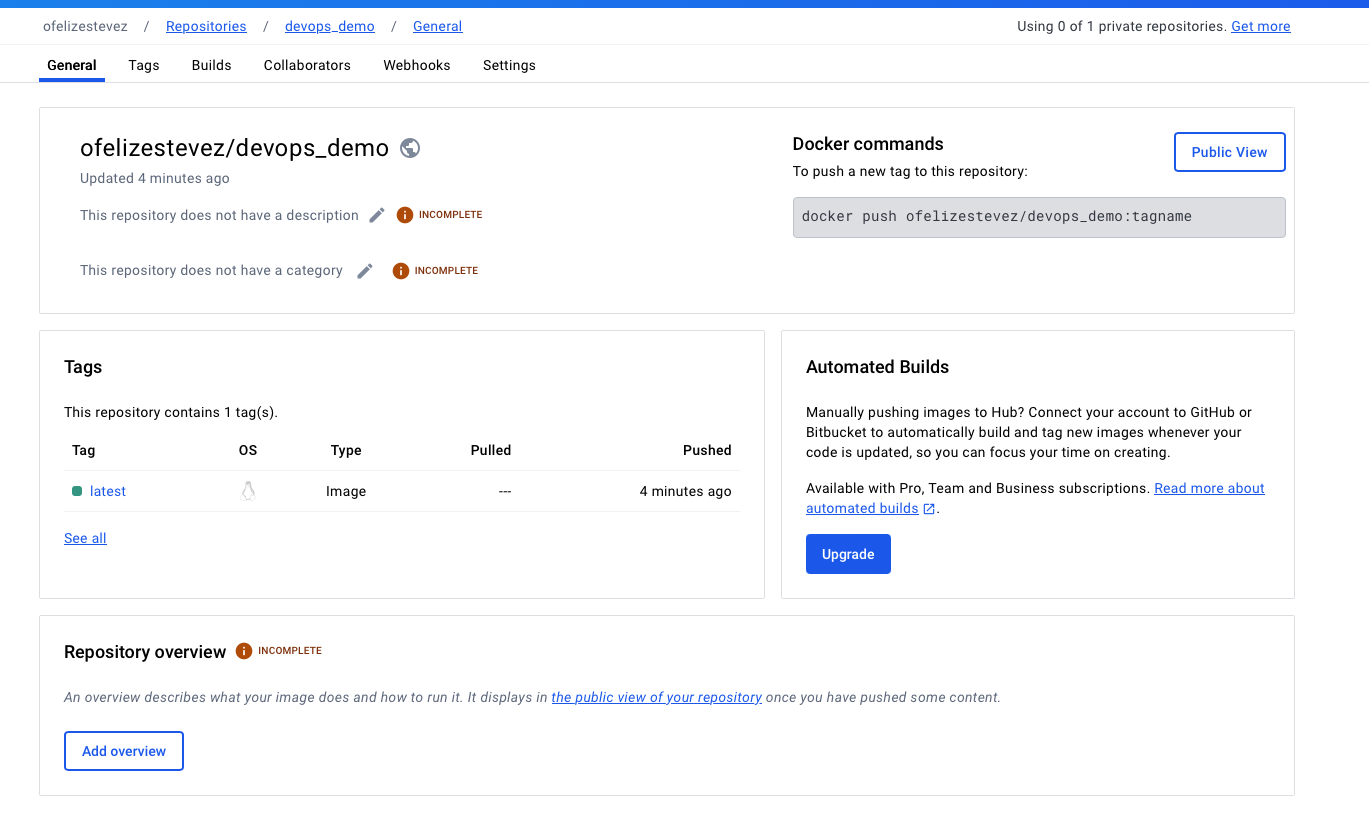 ofelizestevez / Repositories / devops_demo / General
Using 0 of 1 private repositories. Get more
General Tags Builds Collaborators Webhooks Settings
ofelizestevez/devops_demo
Updated 4 minutes ago
This repository does not have a description INCOMPLETE
This repository does not have a category INCOMPLETE
Docker commands
Public View
To push a new tag to this repository:
docker push ofelizestevez/devops_demo:tagname
Tags
This repository contains 1 tag(s).
Tag OS Type Pulled Pushed
latest Image --- 4 minutes ago
See all
Automated Builds
Manually pushing images to Hub? Connect your account to GitHub or
Bitbucket to automatically build and tag new images whenever your
code is updated, so you can focus your time on creating.
Available with Pro, Team and Business subscriptions. Read more about
automated builds .
Upgrade
Repository overview INCOMPLETE
An overview describes what your image does and how to run it. It displays in the public view of your repository once you have pushed some content.
Add overview